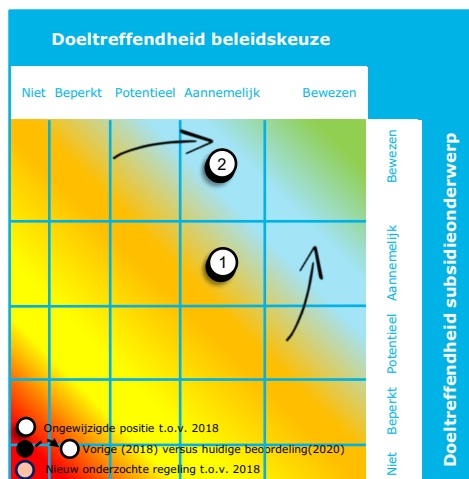 Doeltreffendheid beleidskeuze
Niet Beperkt Potentieel Aannemelijk Bewezen
2
1
Bewezen
Aannemelijk
Potentieel
Beperkt
Niet
Doeltreffendheid subsidieonderwerp
Ongewijzigde positie t.o.v. 2018
Vorige (2018) versus huidige beoordeling(2020)
Nieuw onderzochte regeling t.o.v. 2018